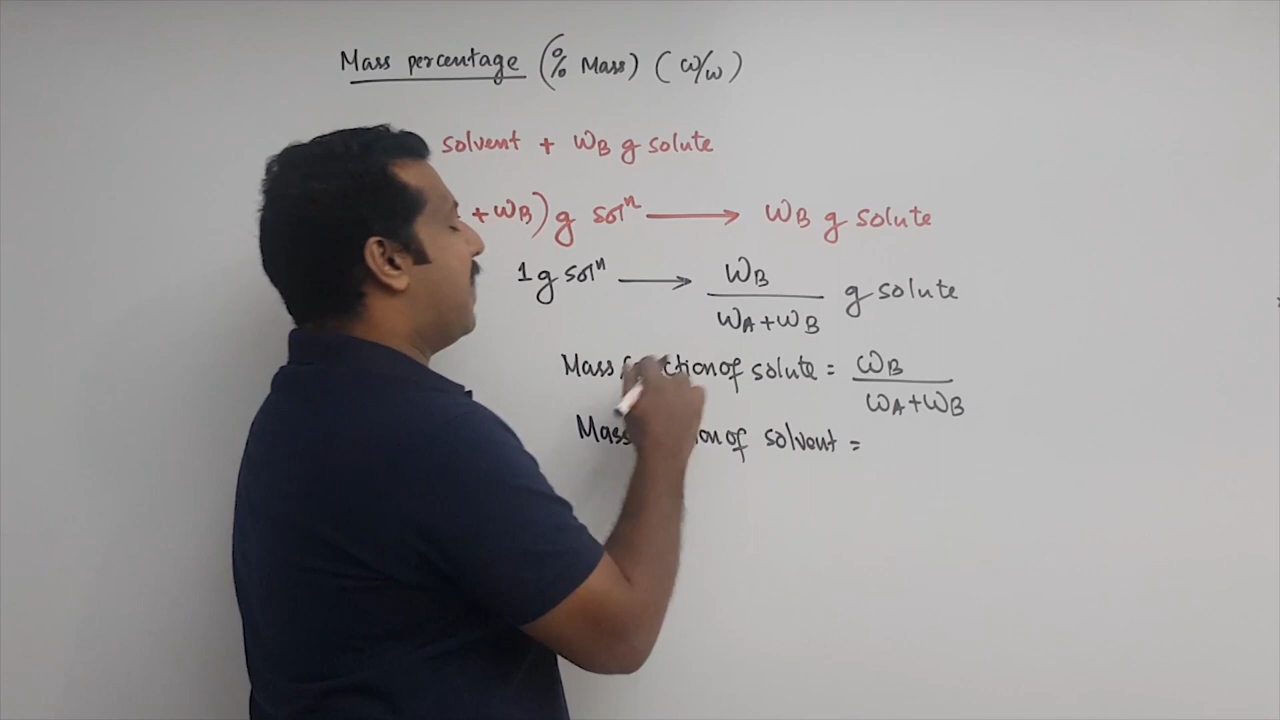 Mass percentage (% Mass) (w/w)
solvent + wB g solute
+ wB) g solⁿ ⟶ wB g solute
1 g solⁿ ⟶ wB / wA + wB g solute
Mass of solute = wB / wA + wB
Mass of solvent =